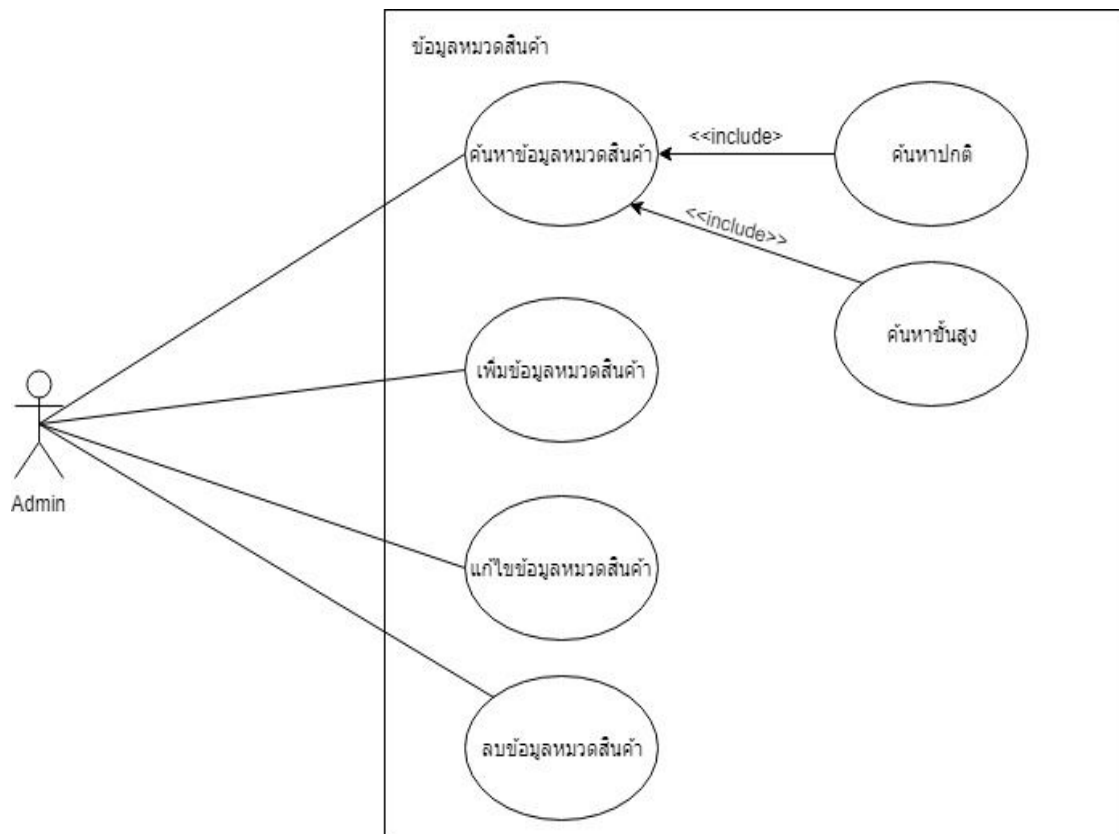 ข้อมูลหมวดสินค้า
ค้นหาข้อมูลหมวดสินค้า
<<include>
ค้นหาปกติ
<<include>>
ค้นหาขั้นสูง
เพิ่มข้อมูลหมวดสินค้า
Admin
แก้ไขข้อมูลหมวดสินค้า
ลบข้อมูลหมวดสินค้า